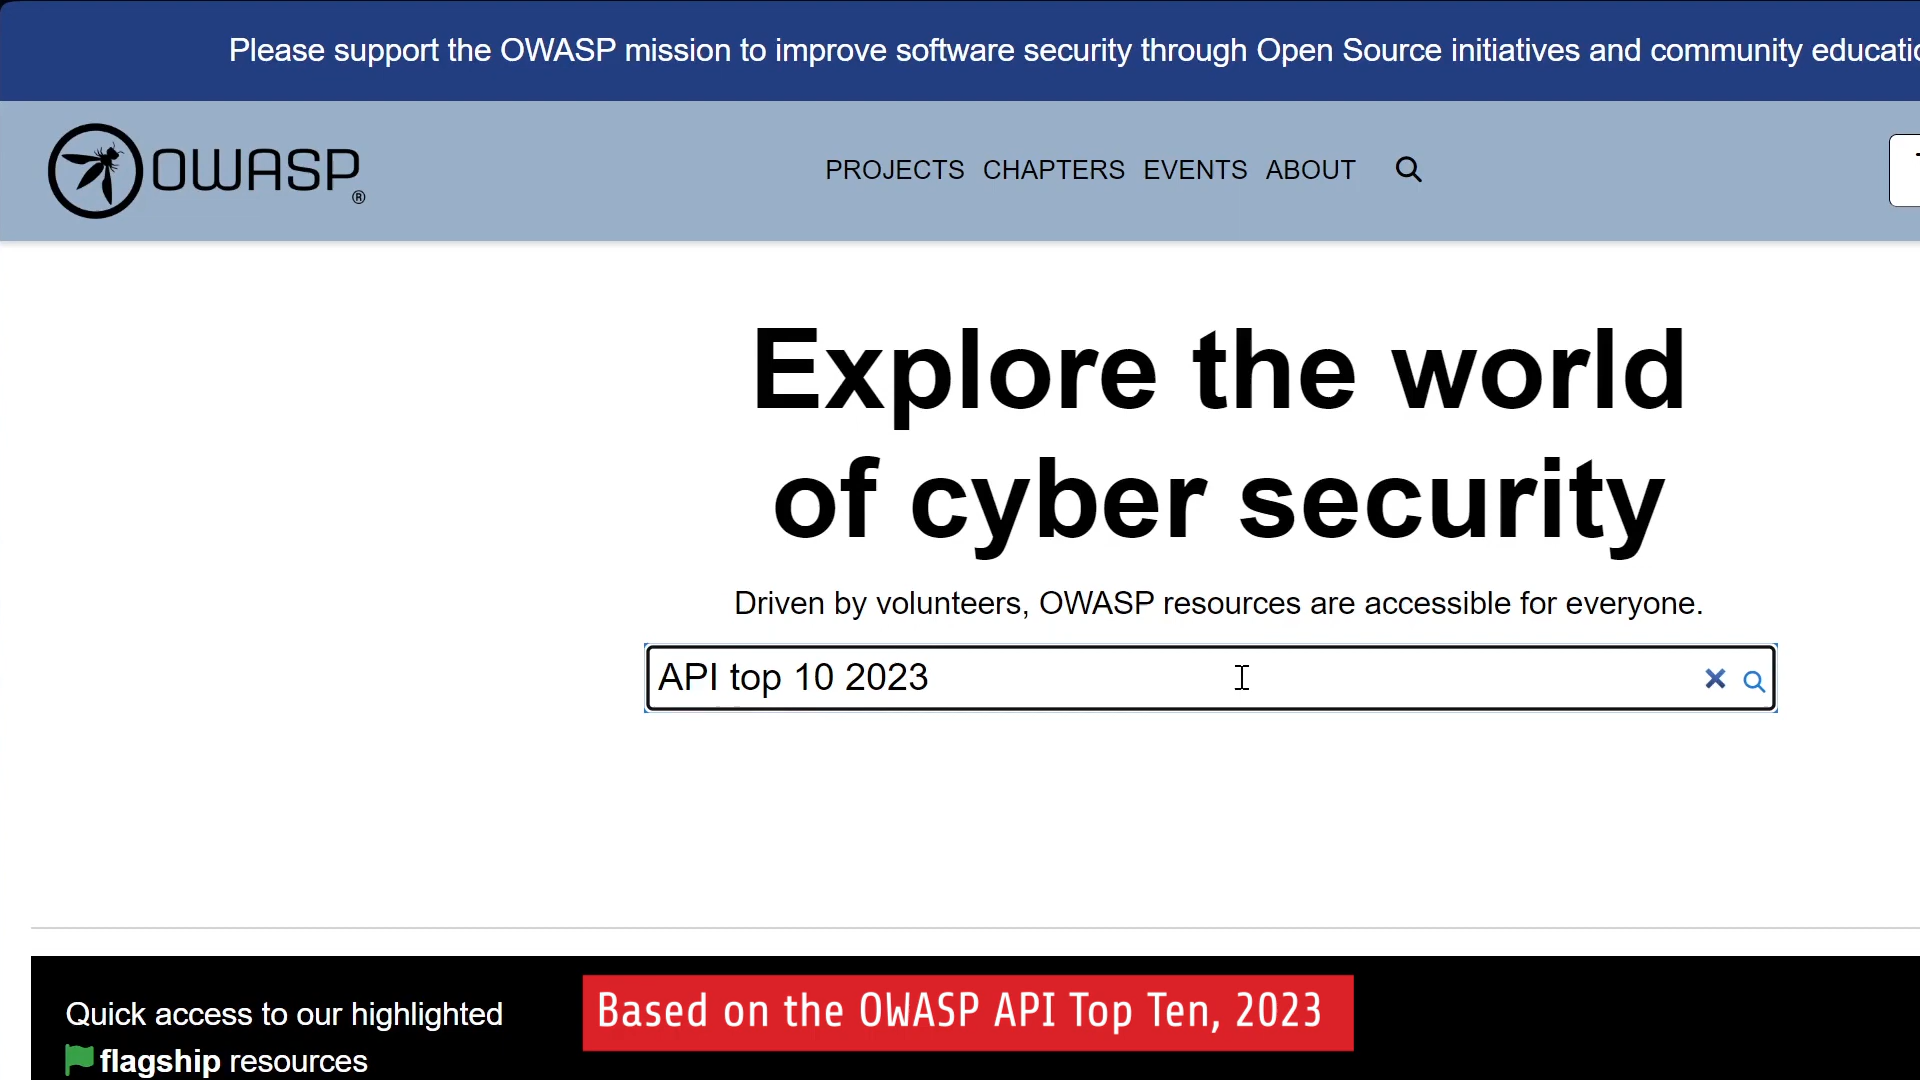 Please support the OWASP mission to improve software security through Open Source initiatives and community
OWASP®
PROJECTS CHAPTERS EVENTS ABOUT
Explore the world
of cyber security
Driven by volunteers, OWASP resources are accessible for everyone.
API top 10 2023
Quick access to our highlighted
flagship resources
Based on the OWASP API Top Ten, 2023